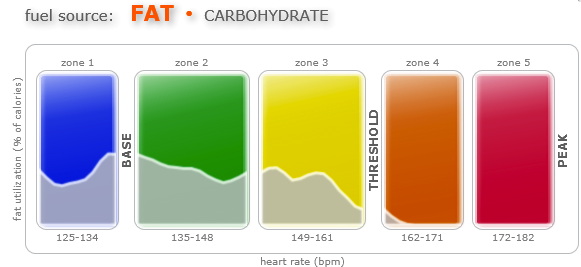 fuel source: FAT • CARBOHYDRATE
zone 1 zone 2 zone 3 zone 4 zone 5
fat utilization (% of calories)
BASE
THRESHOLD
PEAK
125-134 135-148 149-161 162-171 172-182
heart rate (bpm)